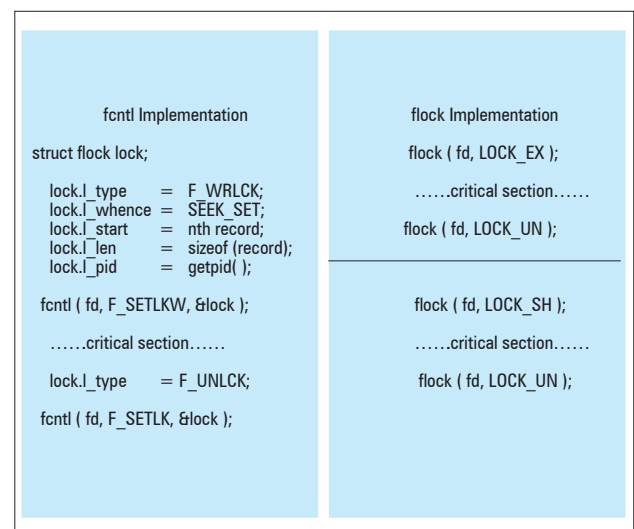 fcntl Implementation
struct flock lock;
lock.l_type = F_WRLCK;
lock.l_whence = SEEK_SET;
lock.l_start = nth record;
lock.l_len = sizeof (record);
lock.l_pid = getpid( );
fcntl ( fd, F_SETLKW, &lock );
......critical section......
lock.l_type = F_UNLCK;
fcntl ( fd, F_SETLK, &lock );
flock Implementation
flock ( fd, LOCK_EX );
......critical section......
flock ( fd, LOCK_UN );
flock ( fd, LOCK_SH );
......critical section......
flock ( fd, LOCK_UN );